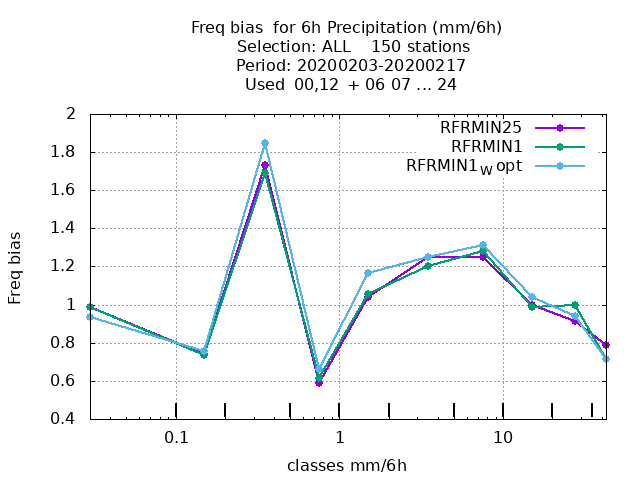 Freq bias for 6h Precipitation (mm/6h)
Selection: ALL 150 stations
Period: 20200203-20200217
Used 00,12 + 06 07 ... 24
RFRMIN25
RFRMIN1
RFRMIN1W opt
2
1.8
1.6
1.4
1.2
1
0.8
0.6
0.4
Freq bias
0.1 1 10
classes mm/6h